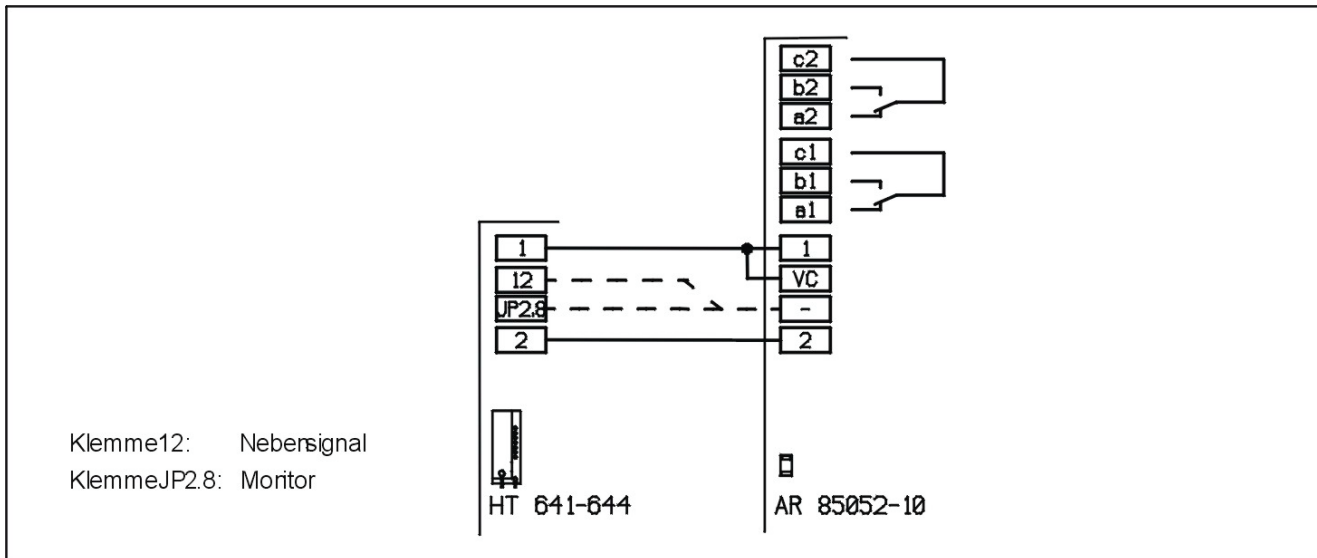 c2
b2
a2
c1
b1
a1
1
12
JP2.8
2
1
VC
-
2
Klemme12: Nebensignal
KlemmeJP2.8: Monitor
HT 641-644
AR 85052-10